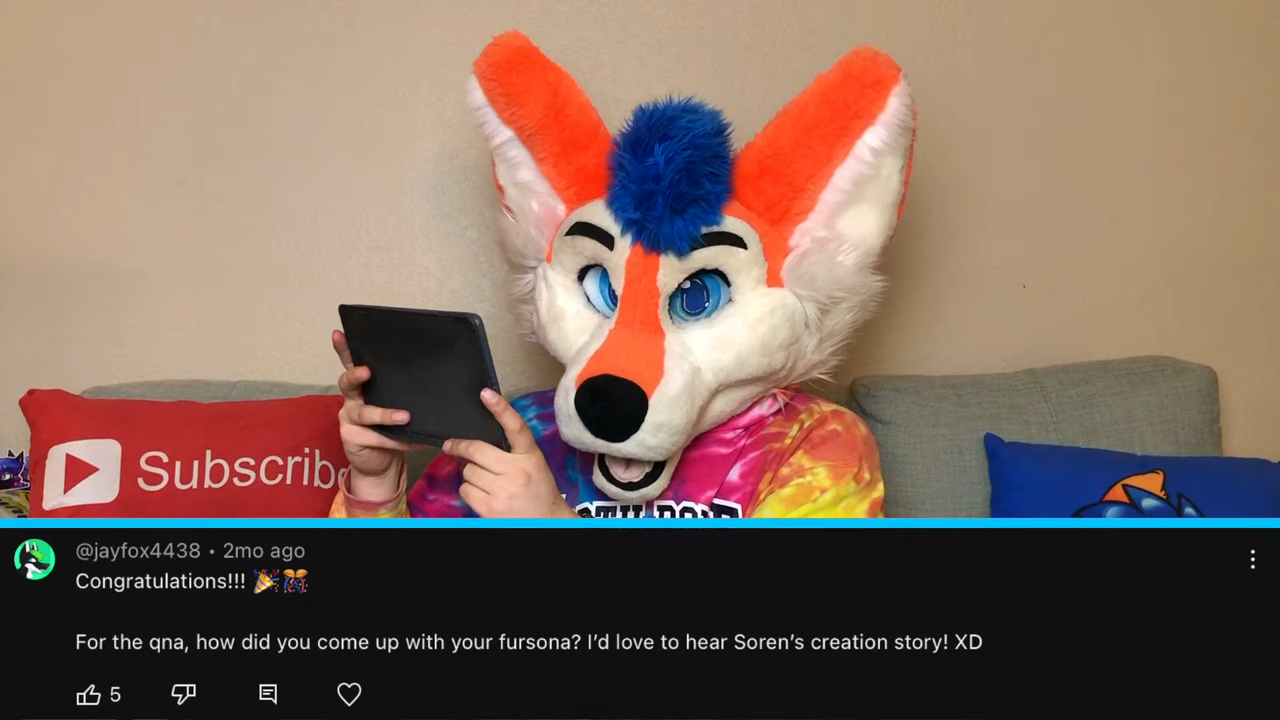 Subscrib
@jayfox4438 • 2mo ago
Congratulations!!! 🎉🎊
For the qna, how did you come up with your fursona? I’d love to hear Soren’s creation story! XD
5